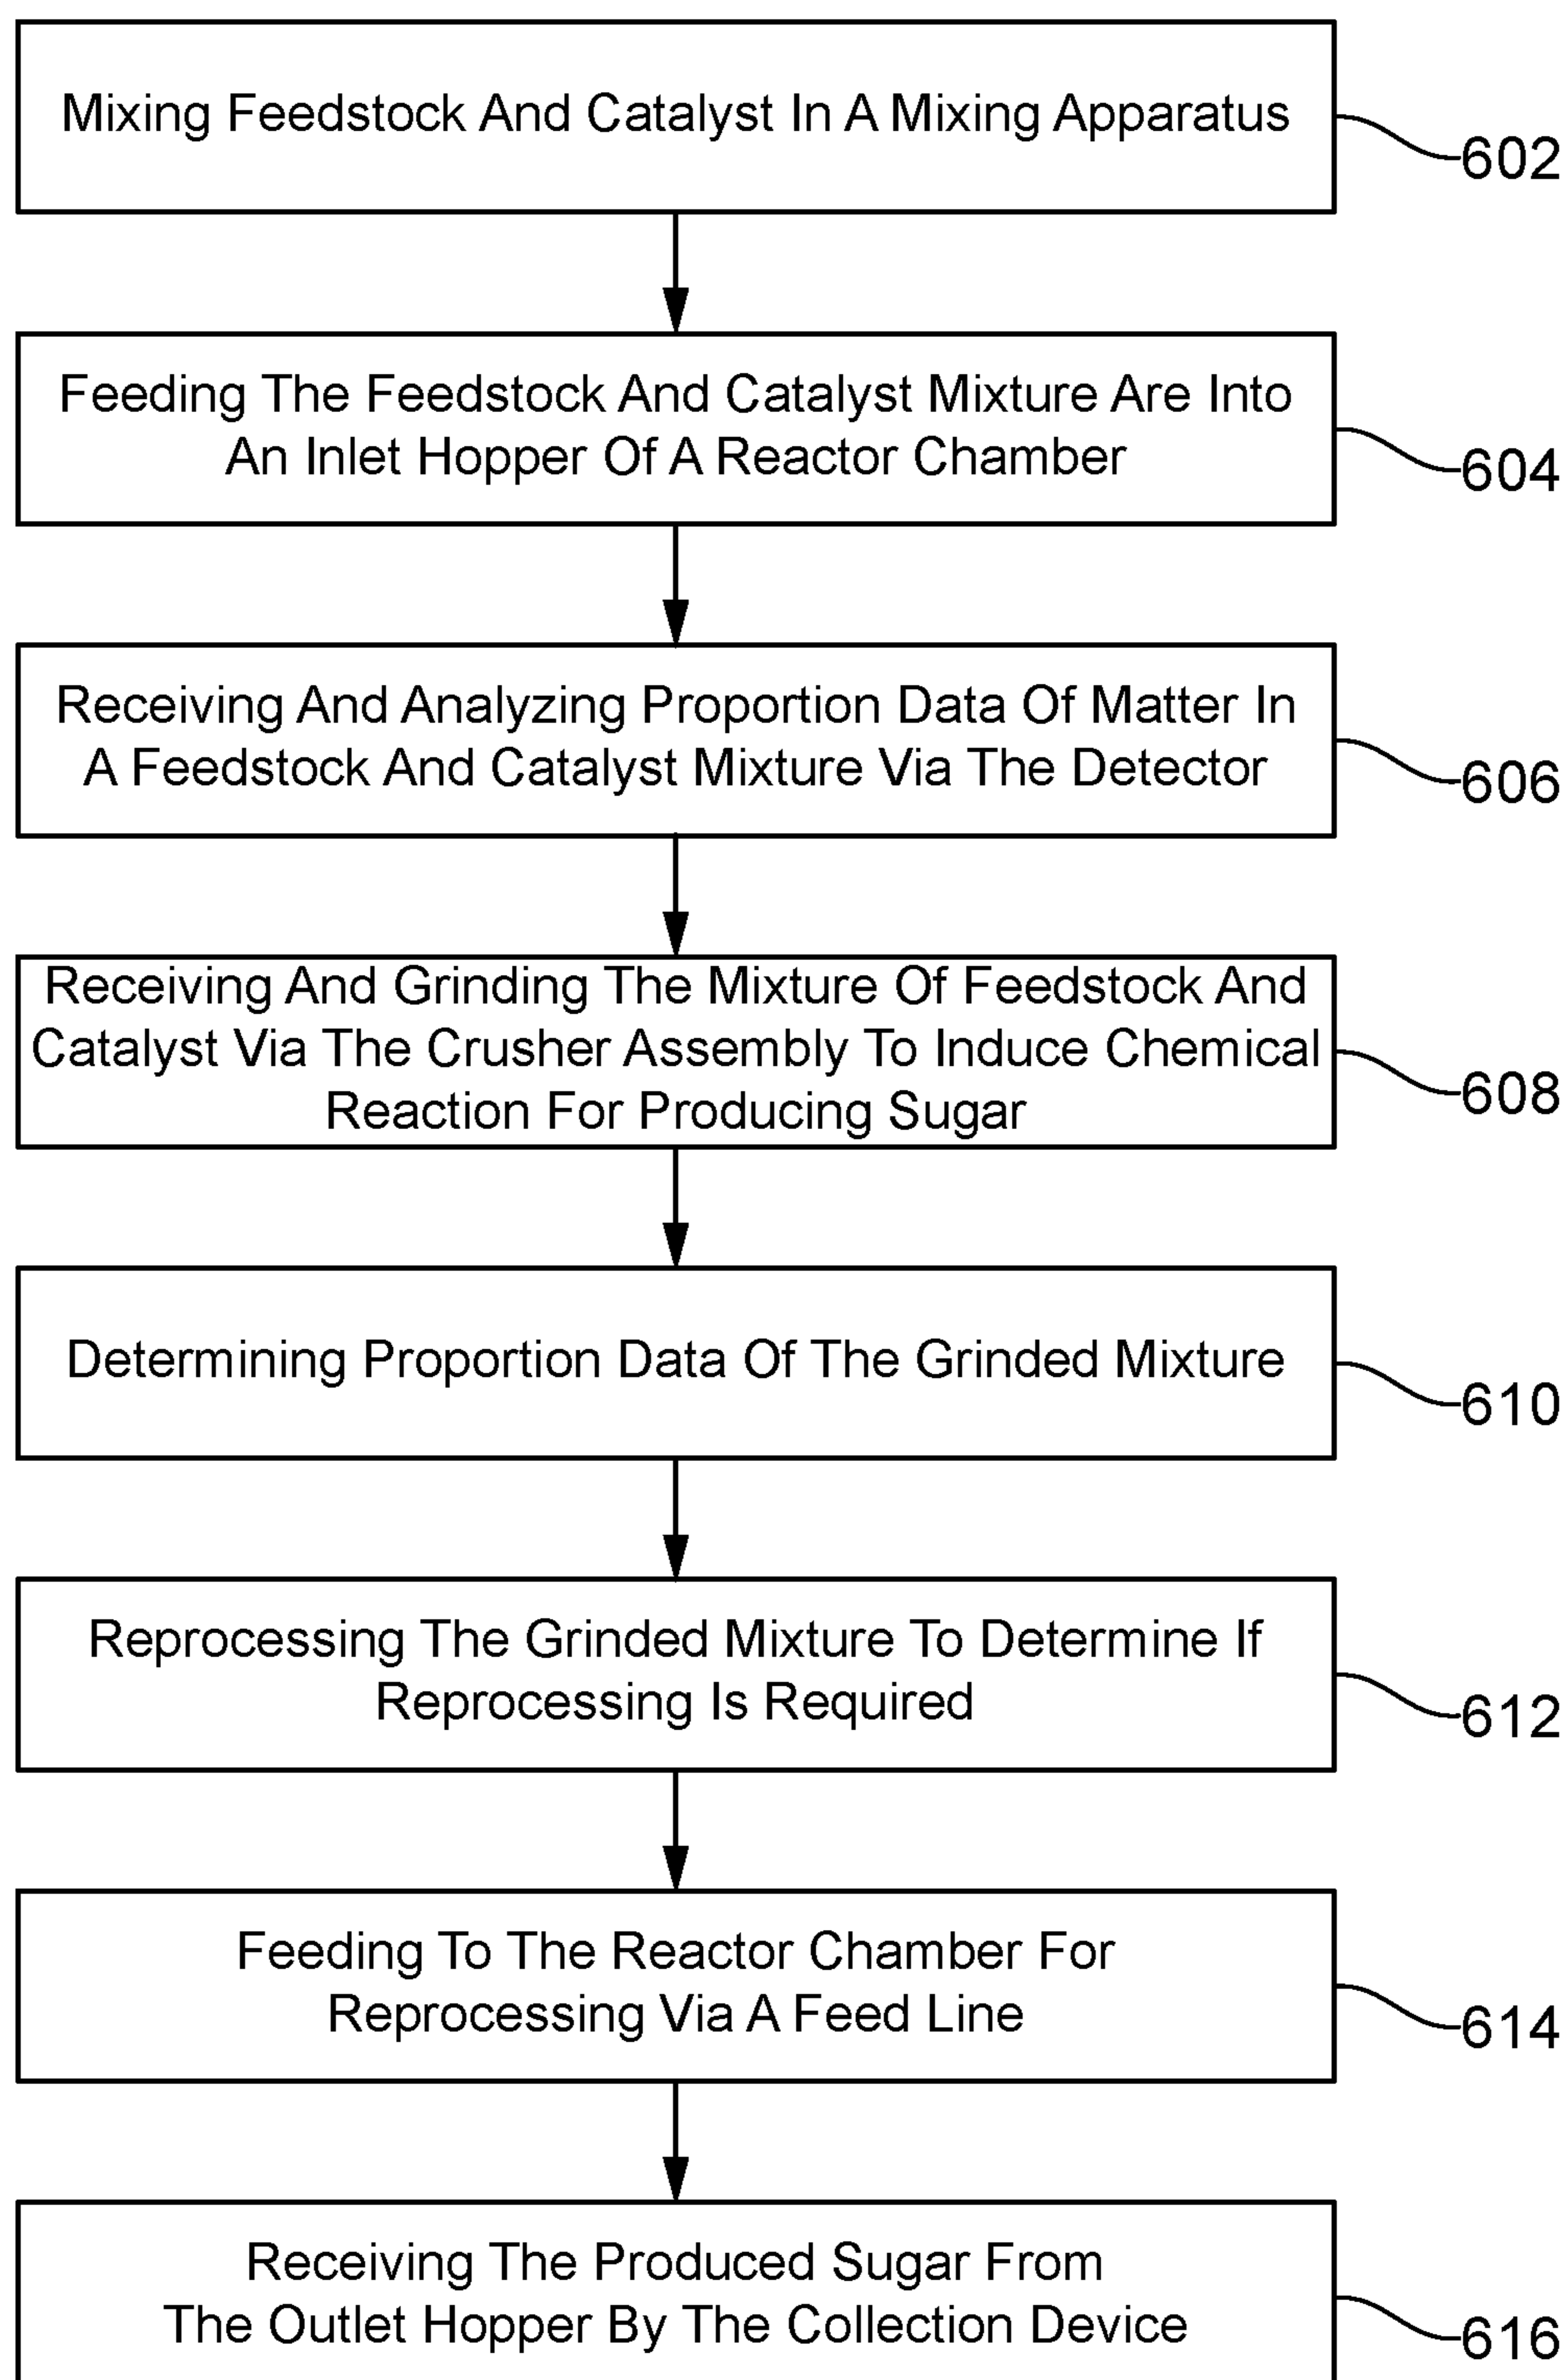 Mixing Feedstock And Catalyst In A Mixing Apparatus
602
Feeding The Feedstock And Catalyst Mixture Are Into
An Inlet Hopper Of A Reactor Chamber
604
Receiving And Analyzing Proportion Data Of Matter In
A Feedstock And Catalyst Mixture Via The Detector
606
Receiving And Grinding The Mixture Of Feedstock And
Catalyst Via The Crusher Assembly To Induce Chemical
Reaction For Producing Sugar
608
Determining Proportion Data Of The Grinded Mixture
610
Reprocessing The Grinded Mixture To Determine If
Reprocessing Is Required
612
Feeding To The Reactor Chamber For
Reprocessing Via A Feed Line
614
Receiving The Produced Sugar From
The Outlet Hopper By The Collection Device
616